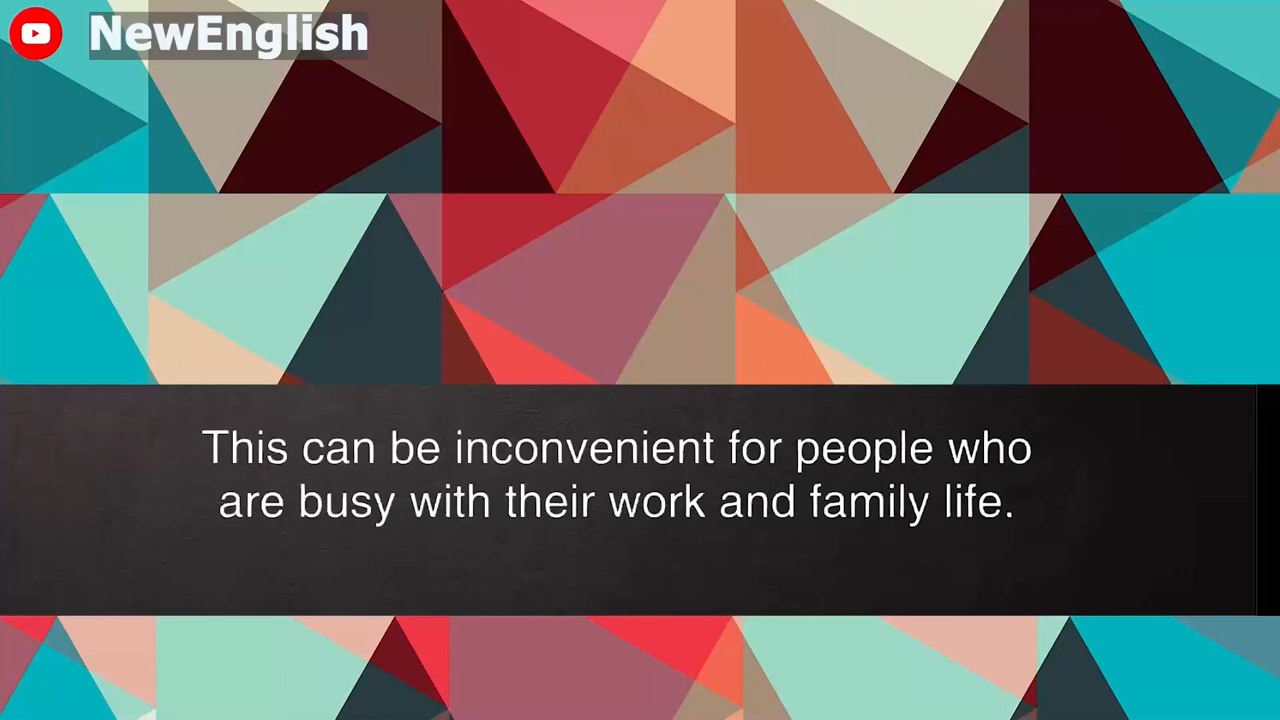 NewEnglish
This can be inconvenient for people who
are busy with their work and family life.